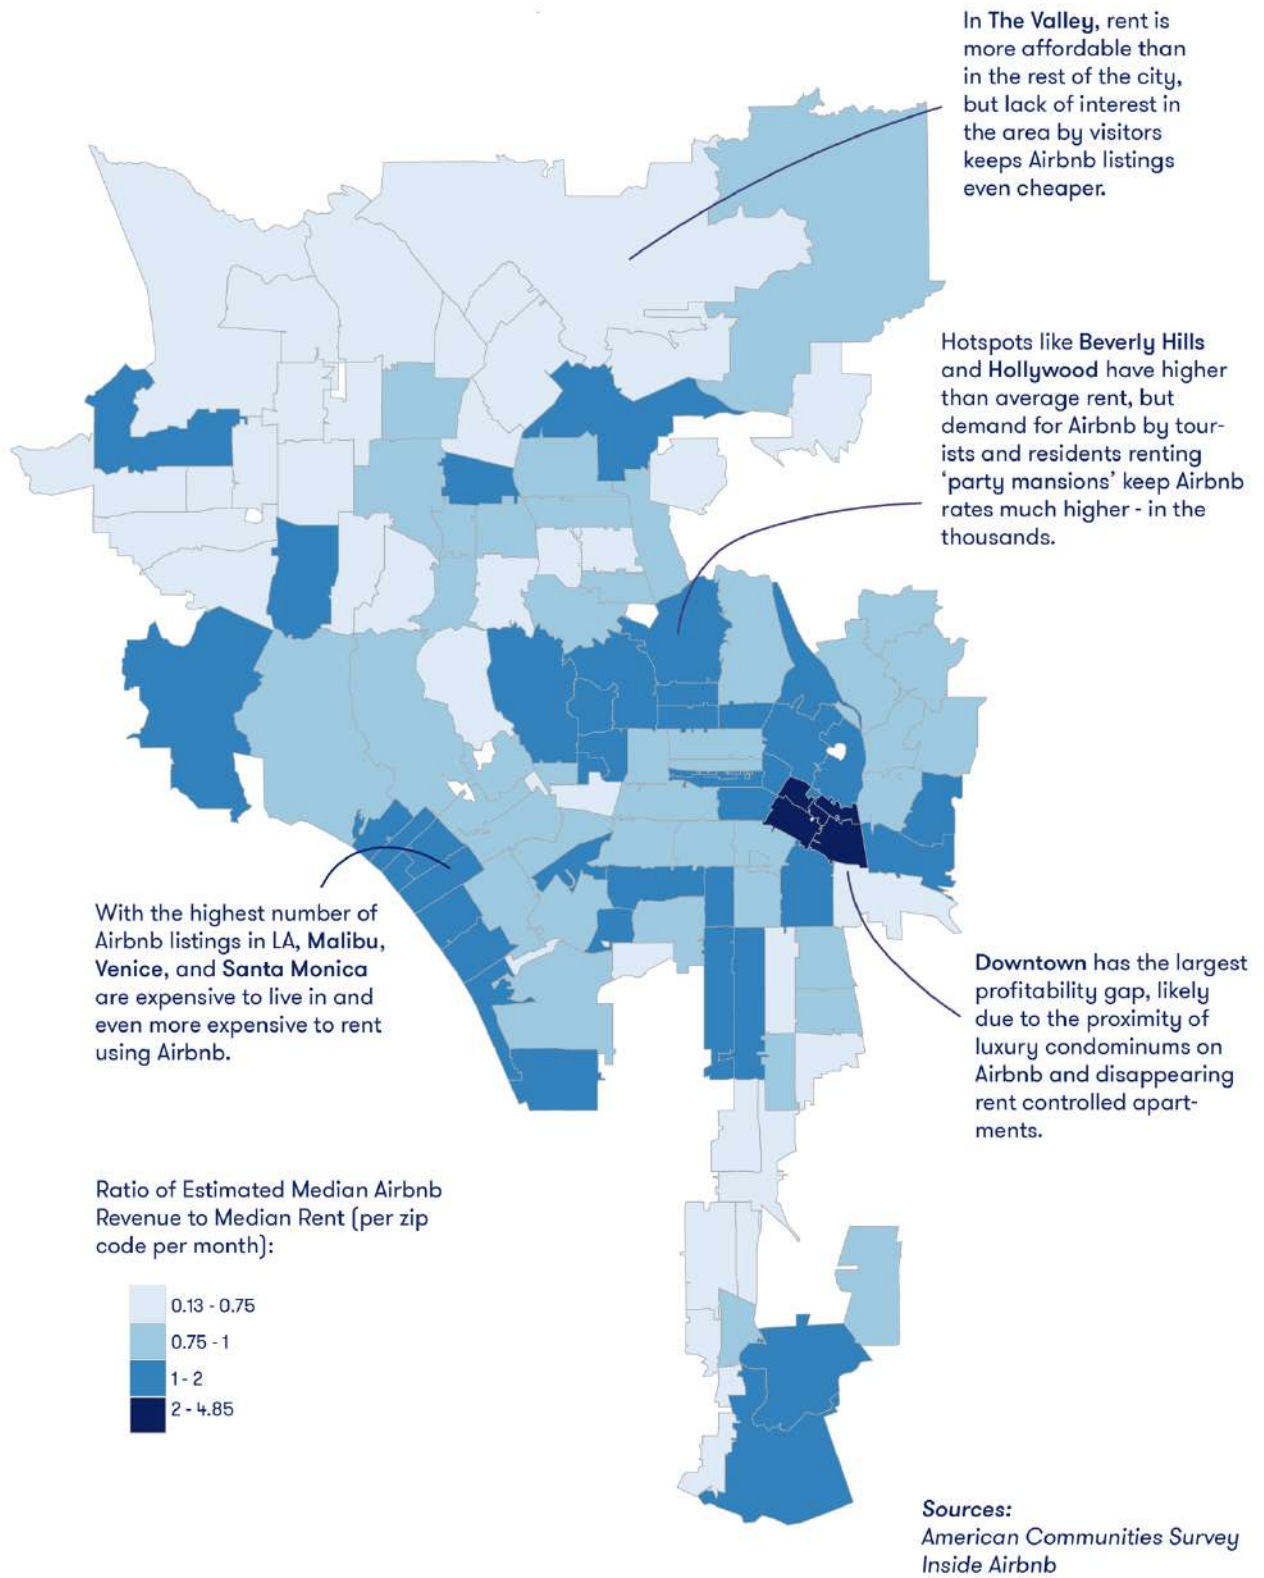 In The Valley, rent is
more affordable than
in the rest of the city,
but lack of interest in
the area by visitors
keeps Airbnb listings
even cheaper.
Hotspots like Beverly Hills
and Hollywood have higher
than average rent, but
demand for Airbnb by tour-
ists and residents renting
‘party mansions’ keep Airbnb
rates much higher - in the
thousands.
With the highest number of
Airbnb listings in LA, Malibu,
Venice, and Santa Monica
are expensive to live in and
even more expensive to rent
using Airbnb.
Downtown has the largest
profitability gap, likely
due to the proximity of
luxury condominums on
Airbnb and disappearing
rent controlled apart-
ments.
Ratio of Estimated Median Airbnb
Revenue to Median Rent (per zip
code per month):
0.13 - 0.75
0.75 - 1
1 - 2
2 - 4.85
Sources:
American Communities Survey
Inside Airbnb